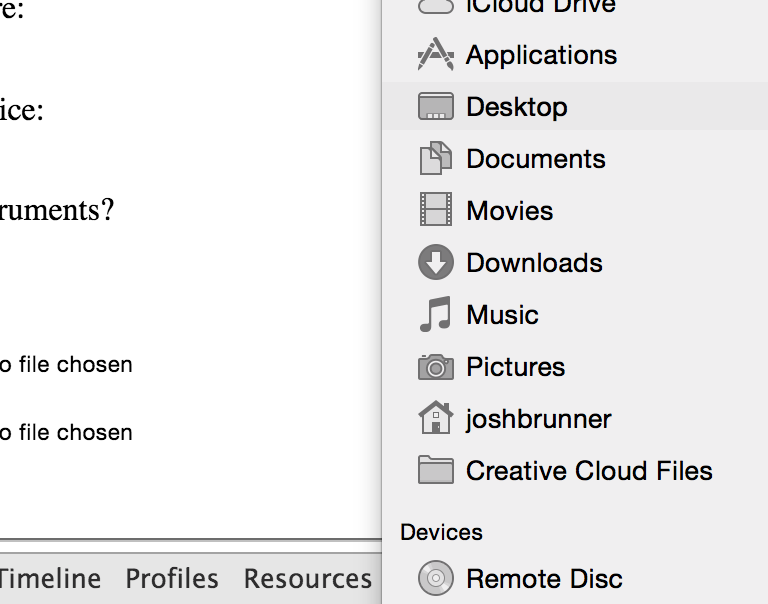 re:
ice:
ruments?
o file chosen
o file chosen
Timeline Profiles Resources
iCloud Drive
Applications
Desktop
Documents
Movies
Downloads
Music
Pictures
joshbrunner
Creative Cloud Files
Devices
Remote Disc